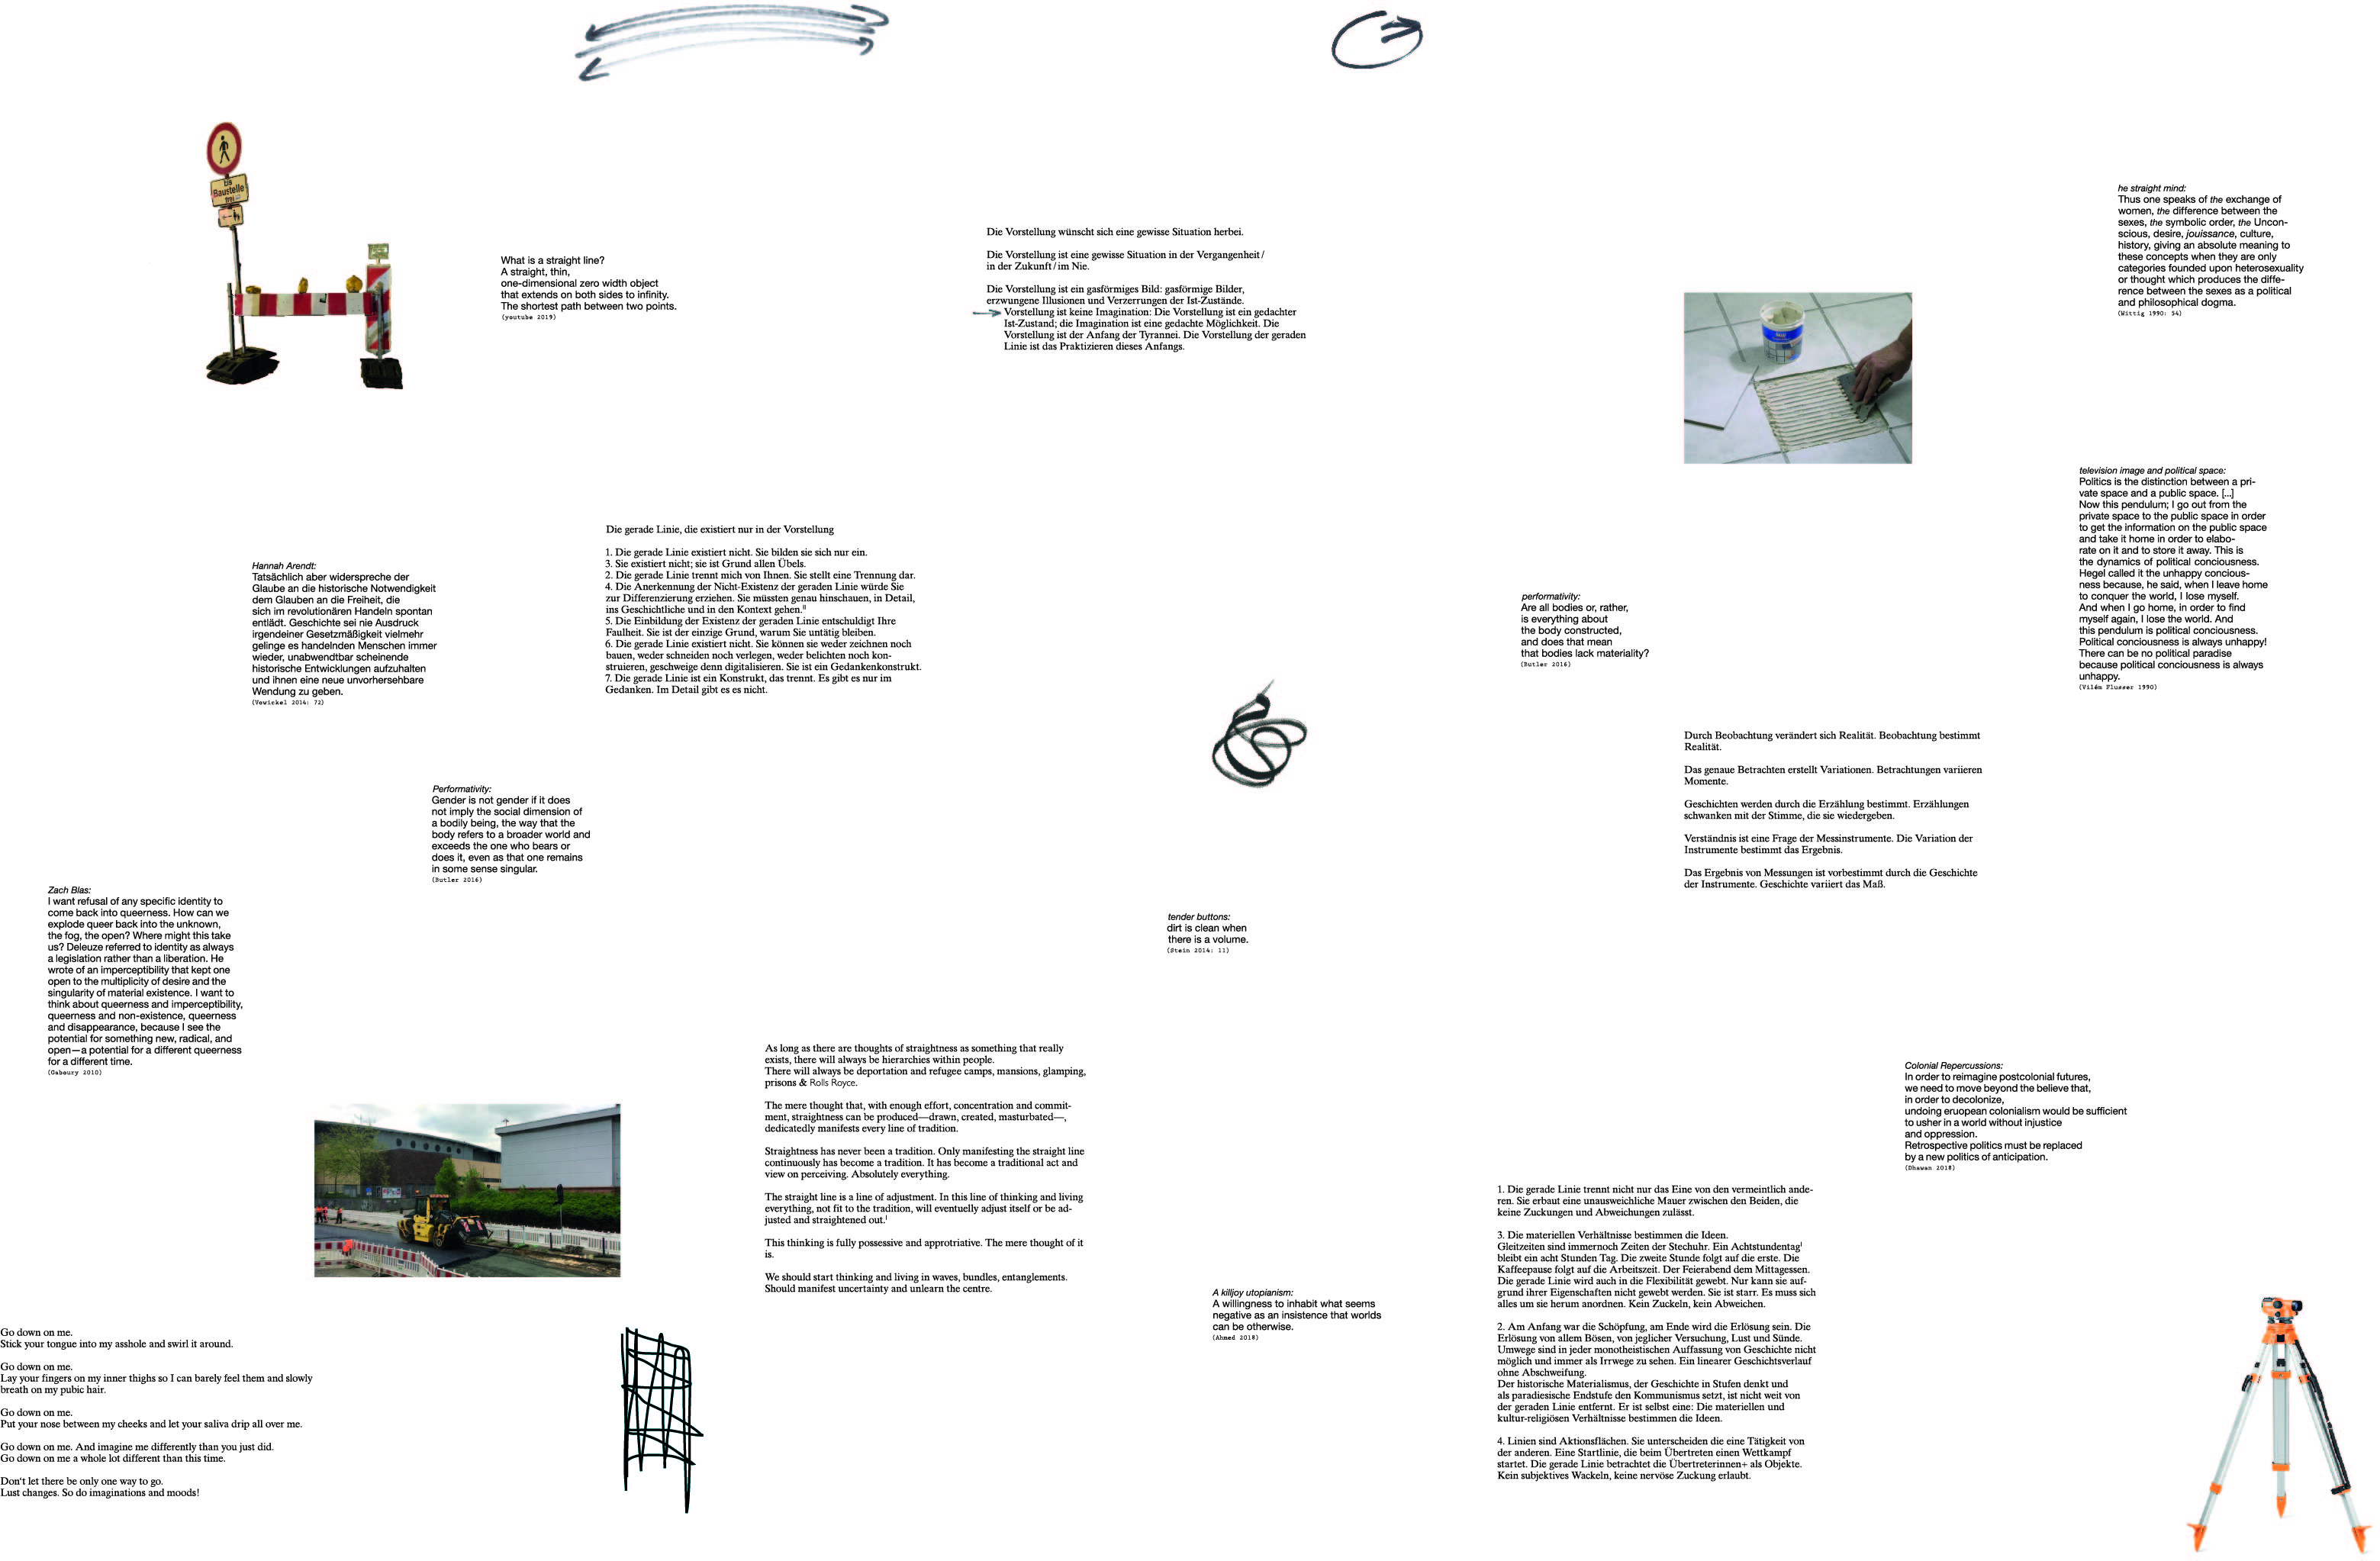 Bis
Baustelle
frei
What is a straight line?
A straight, thin,
one-dimensional zero width object
that extends on both sides to infinity.
The shortest path between two points.
(youtube 2019)
Die Vorstellung wünscht sich eine gewisse Situation herbei.
Die Vorstellung ist eine gewisse Situation in der Vergangenheit /
in der Zukunft / im Nie.
Die Vorstellung ist ein gasförmiges Bild: gasförmige Bilder,
erzwungene Illusionen und Verzerrungen der Ist-Zustände.
Vorstellung ist keine Imagination: Die Vorstellung ist ein gedachter
Ist-Zustand; die Imagination ist eine gedachte Möglichkeit. Die
Vorstellung ist der Anfang der Tyrannei. Die Vorstellung der geraden
Linie ist das Praktizieren dieses Anfangs.
he straight mind:
Thus one speaks of the exchange of
women, the difference between the
sexes, the symbolic order, the Uncon-
scious, desire, jouissance, culture,
history, giving an absolute meaning to
these concepts when they are only
categories founded upon heterosexuality
or thought which produces the diffe-
rence between the sexes as a political
and philosophical dogma.
(Wittig 1990: 54)
Hannah Arendt:
Tatsächlich aber widerspreche der
Glaube an die historische Notwendigkeit
dem Glauben an die Freiheit, die
sich im revolutionären Handeln spontan
entlädt. Geschichte sei nie Ausdruck
irgendeiner Gesetzmäßigkeit vielmehr
gelinge es handelnden Menschen immer
wieder, unabwendbar scheinende
historische Entwicklungen aufzuhalten
und ihnen eine neue unvorhersehbare
Wendung zu geben.
(Vowickel 2014: 72)
Die gerade Linie, die existiert nur in der Vorstellung
1. Die gerade Linie existiert nicht. Sie bilden sie sich nur ein.
3. Sie existiert nicht; sie ist Grund allen Übels.
2. Die gerade Linie trennt mich von Ihnen. Sie stellt eine Trennung dar.
4. Die Anerkennung der Nicht-Existenz der geraden Linie würde Sie
zur Differenzierung erziehen. Sie müssten genau hinschauen, in Detail,
ins Geschichtliche und in den Kontext gehen.II
5. Die Einbildung der Existenz der geraden Linie entschuldigt Ihre
Faulheit. Sie ist der einzige Grund, warum Sie untätig bleiben.
6. Die gerade Linie existiert nicht. Sie können sie weder zeichnen noch
bauen, weder schneiden noch verlegen, weder belichten noch kon-
struieren, geschweige denn digitalisieren. Sie ist ein Gedankenkonstrukt.
7. Die gerade Linie ist ein Konstrukt, das trennt. Es gibt es nur im
Gedanken. Im Detail gibt es es nicht.
performativity:
Are all bodies or, rather,
is everything about
the body constructed,
and does that mean
that bodies lack materiality?
(Butler 2016)
television image and political space:
Politics is the distinction between a pri-
vate space and a public space. [...]
Now this pendulum; I go out from the
private space to the public space in order
to get the information on the public space
and take it home in order to elabo-
rate on it and to store it away. This is
the dynamics of political conciousness.
Hegel called it the unhappy concious-
ness because, he said, when I leave home
to conquer the world, I lose myself.
And when I go home, in order to find
myself again, I lose the world. And
this pendulum is political conciousness.
Political conciousness is always unhappy!
There can be no political paradise
because political conciousness is always
unhappy.
(Vilém Flusser 1990)
Durch Beobachtung verändert sich Realität. Beobachtung bestimmt
Realität.
Das genaue Betrachten erstellt Variationen. Betrachtungen variieren
Momente.
Geschichten werden durch die Erzählung bestimmt. Erzählungen
schwanken mit der Stimme, die sie wiedergeben.
Verständnis ist eine Frage der Messinstrumente. Die Variation der
Instrumente bestimmt das Ergebnis.
Das Ergebnis von Messungen ist vorbestimmt durch die Geschichte
der Instrumente. Geschichte variiert das Maß.
Performativity:
Gender is not gender if it does
not imply the social dimension of
a bodily being, the way that the
body refers to a broader world and
exceeds the one who bears or
does it, even as that one remains
in some sense singular.
(Butler 2016)
Zach Blas:
I want refusal of any specific identity to
come back into queerness. How can we
explode queer back into the unknown,
the fog, the open? Where might this take
us? Deleuze referred to identity as always
a legislation rather than a liberation. He
wrote of an imperceptibility that kept one
open to the multiplicity of desire and the
singularity of material existence. I want to
think about queerness and imperceptibility,
queerness and non-existence, queerness
and disappearance, because I see the
potential for something new, radical, and
open—a potential for a different queerness
for a different time.
(Gaboury 2010)
tender buttons:
dirt is clean when
there is a volume.
(Stein 2014: 11)
As long as there are thoughts of straightness as something that really
exists, there will always be hierarchies within people.
There will always be deportation and refugee camps, mansions, glamping,
prisons & Rolls Royce.
The mere thought that, with enough effort, concentration and commit-
ment, straightness can be produced—drawn, created, masturbated—,
dedicatedly manifests every line of tradition.
Straightness has never been a tradition. Only manifesting the straight line
continuously has become a tradition. It has become a traditional act and
view on perceiving. Absolutely everything.
The straight line is a line of adjustment. In this line of thinking and living
everything, not fit to the tradition, will eventuelly adjust itself or be ad-
justed and straightened out.I
This thinking is fully possessive and approtriative. The mere thought of it
is.
We should start thinking and living in waves, bundles, entanglements.
Should manifest uncertainty and unlearn the centre.
Colonial Repercussions:
In order to reimagine postcolonial futures,
we need to move beyond the believe that,
in order to decolonize,
undoing eruopean colonialism would be sufficient
to usher in a world without injustice
and oppression.
Retrospective politics must be replaced
by a new politics of anticipation.
(Dhawan 2018)
1. Die gerade Linie trennt nicht nur das Eine von den vermeintlich ande-
ren. Sie erbaut eine unausweichliche Mauer zwischen den Beiden, die
keine Zuckungen und Abweichungen zulässt.
3. Die materiellen Verhältnisse bestimmen die Ideen.
Gleitzeiten sind immernoch Zeiten der Stechuhr. Ein AchtstundentagI
bleibt ein acht Stunden Tag. Die zweite Stunde folgt auf die erste. Die
Kaffeepause folgt auf die Arbeitszeit. Der Feierabend dem Mittagessen.
Die gerade Linie wird auch in die Flexibilität gewebt. Nur kann sie auf-
grund ihrer Eigenschaften nicht gewebt werden. Sie ist starr. Es muss sich
alles um sie herum anordnen. Kein Zuckeln, kein Abweichen.
2. Am Anfang war die Schöpfung, am Ende wird die Erlösung sein. Die
Erlösung von allem Bösen, von jeglicher Versuchung, Lust und Sünde.
Umwege sind in jeder monotheistischen Auffassung von Geschichte nicht
möglich und immer als Irrwege zu sehen. Ein linearer Geschichtsverlauf
ohne Abschweifung.
Der historische Materialismus, der Geschichte in Stufen denkt und
als paradiesische Endstufe den Kommunismus setzt, ist nicht weit von
der geraden Linie entfernt. Er ist selbst eine: Die materiellen und
kultur-religiösen Verhältnisse bestimmen die Ideen.
4. Linien sind Aktionsflächen. Sie unterscheiden die eine Tätigkeit von
der anderen. Eine Startlinie, die beim Übertreten einen Wettkampf
startet. Die gerade Linie betrachtet die Übertreterinnen+ als Objekte.
Kein subjektives Wackeln, keine nervöse Zuckung erlaubt.
A killjoy utopianism:
A willingness to inhabit what seems
negative as an insistence that worlds
can be otherwise.
(Ahmed 2018)
Go down on me.
Stick your tongue into my asshole and swirl it around.
Go down on me.
Lay your fingers on my inner thighs so I can barely feel them and slowly
breath on my pubic hair.
Go down on me.
Put your nose between my cheeks and let your saliva drip all over me.
Go down on me. And imagine me differently than you just did.
Go down on me a whole lot different than this time.
Don't let there be only one way to go.
Lust changes. So do imaginations and moods!